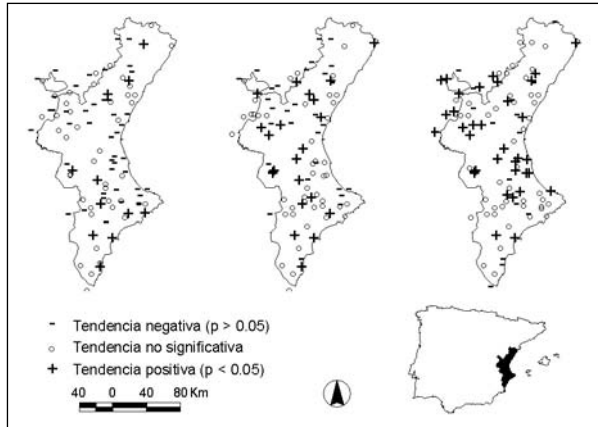 - Tendencia negativa (p > 0.05)
○ Tendencia no significativa
+ Tendencia positiva (p < 0.05)
40 0 40 80 Km